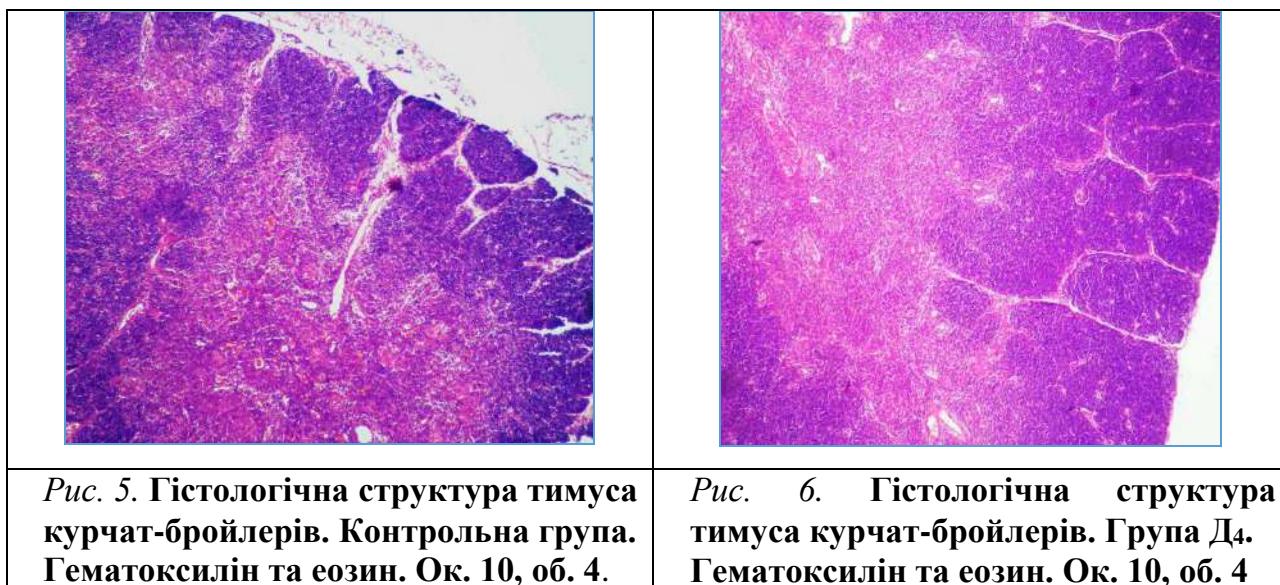 Рис. 5. Гістологічна структура тимуса
курчат-бройлерів. Контрольна група.
Гематоксилін та еозин. Ок. 10, об. 4.
Рис. 6. Гістологічна структура
тимуса курчат-бройлерів. Група Д₄.
Гематоксилін та еозин. Ок. 10, об. 4